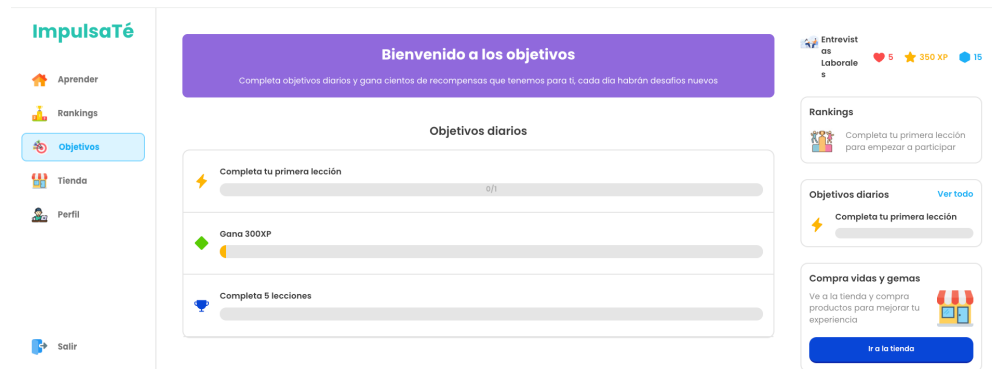 ImpulsaTé
Aprender
Rankings
Objetivos
Tienda
Perfil
Salir
Bienvenido a los objetivos
Completa objetivos diarios y gana cientos de recompensas que tenemos para ti, cada día habrán desafíos nuevos
Objetivos diarios
Completa tu primera lección
0/1
Gana 300XP
Completa 5 lecciones
Entrevist
as
Laborale
s
5
350 XP
15
Rankings
Completa tu primera lección
para empezar a participar
Objetivos diarios
Ver todo
Completa tu primera lección
Compra vidas y gemas
Ve a la tienda y compra
productos para mejorar tu
experiencia
Ir a la tienda